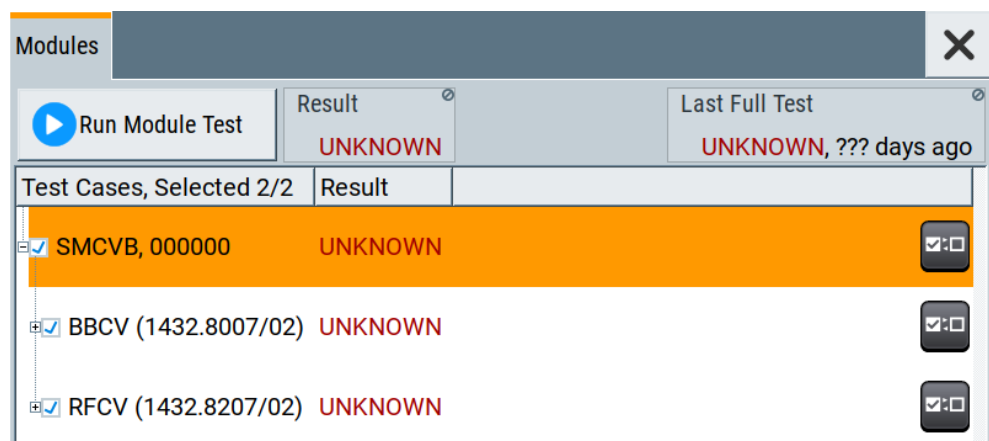 Modules
Run Module Test
Result
UNKNOWN
Last Full Test
UNKNOWN, ??? days ago
Test Cases, Selected 2/2 Result
SMCVB, 000000 UNKNOWN
BBCV (1432.8007/02) UNKNOWN
RFCV (1432.8207/02) UNKNOWN